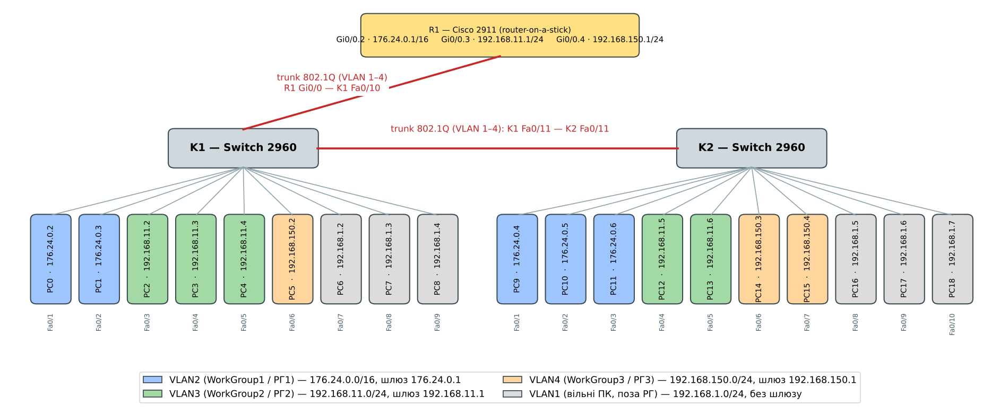 R1 — Cisco 2911 (router-on-a-stick)
Gi0/0.2 · 176.24.0.1/16     Gi0/0.3 · 192.168.11.1/24     Gi0/0.4 · 192.168.150.1/24
trunk 802.1Q (VLAN 1–4)
R1 Gi0/0 — K1 Fa0/10
trunk 802.1Q (VLAN 1–4): K1 Fa0/11 — K2 Fa0/11
K1 — Switch 2960
K2 — Switch 2960
PC0 · 176.24.0.2
PC1 · 176.24.0.3
PC2 · 192.168.11.2
PC3 · 192.168.11.3
PC4 · 192.168.11.4
PC5 · 192.168.150.2
PC6 · 192.168.1.2
PC7 · 192.168.1.3
PC8 · 192.168.1.4
PC9 · 176.24.0.4
PC10 · 176.24.0.5
PC11 · 176.24.0.6
PC12 · 192.168.11.5
PC13 · 192.168.11.6
PC14 · 192.168.150.3
PC15 · 192.168.150.4
PC16 · 192.168.1.5
PC17 · 192.168.1.6
PC18 · 192.168.1.7
Fa0/1
Fa0/2
Fa0/3
Fa0/4
Fa0/5
Fa0/6
Fa0/7
Fa0/8
Fa0/9
Fa0/1
Fa0/2
Fa0/3
Fa0/4
Fa0/5
Fa0/6
Fa0/7
Fa0/8
Fa0/9
Fa0/10
VLAN2 (WorkGroup1 / РГ1) — 176.24.0.0/16, шлюз 176.24.0.1
VLAN3 (WorkGroup2 / РГ2) — 192.168.11.0/24, шлюз 192.168.11.1
VLAN4 (WorkGroup3 / РГ3) — 192.168.150.0/24, шлюз 192.168.150.1
VLAN1 (вільні ПК, поза РГ) — 192.168.1.0/24, без шлюзу